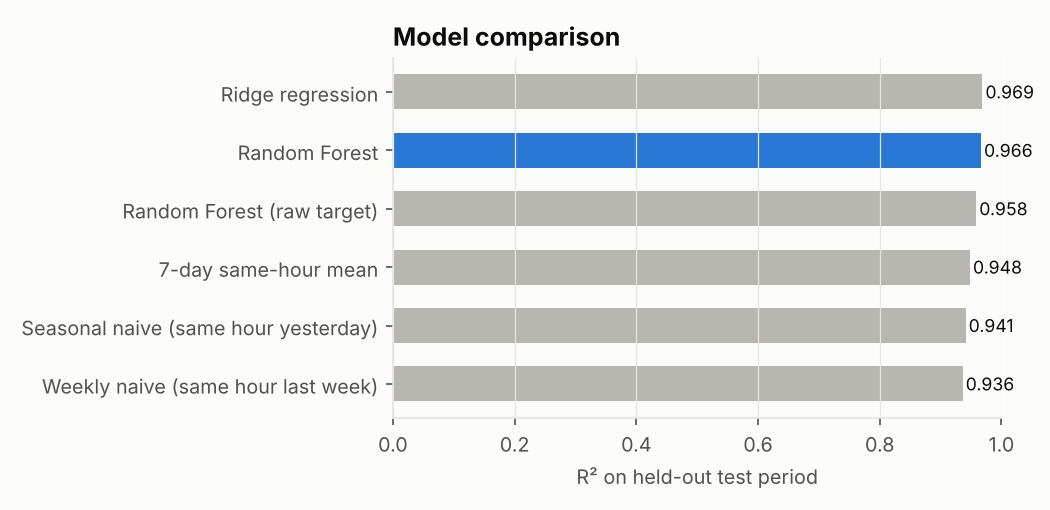 Model comparison
Ridge regression 0.969
Random Forest 0.966
Random Forest (raw target) 0.958
7-day same-hour mean 0.948
Seasonal naive (same hour yesterday) 0.941
Weekly naive (same hour last week) 0.936
0.0 0.2 0.4 0.6 0.8 1.0
R² on held-out test period